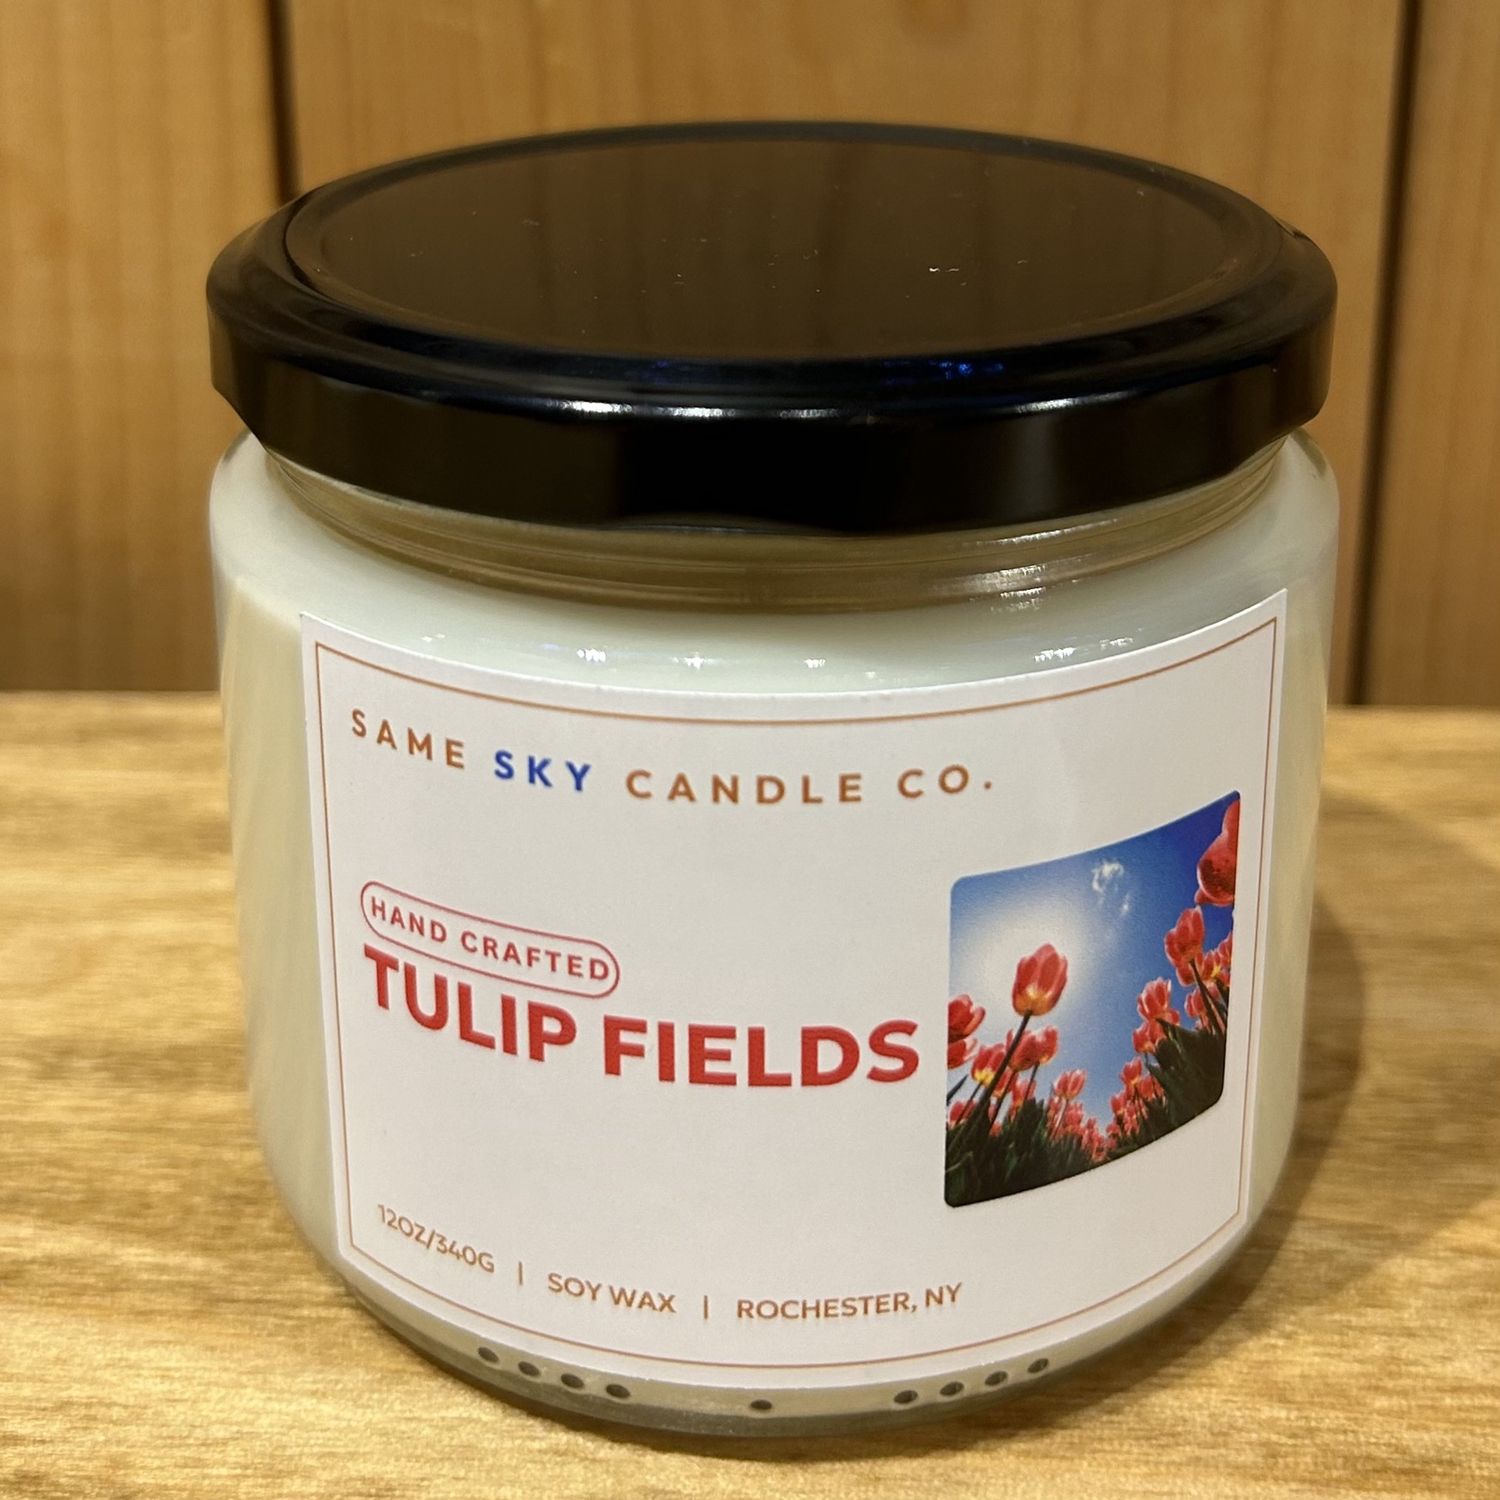 SAME SKY CANDLE CO.
HAND CRAFTED
TULIP FIELDS
12OZ/340G | SOY WAX | ROCHESTER, NY